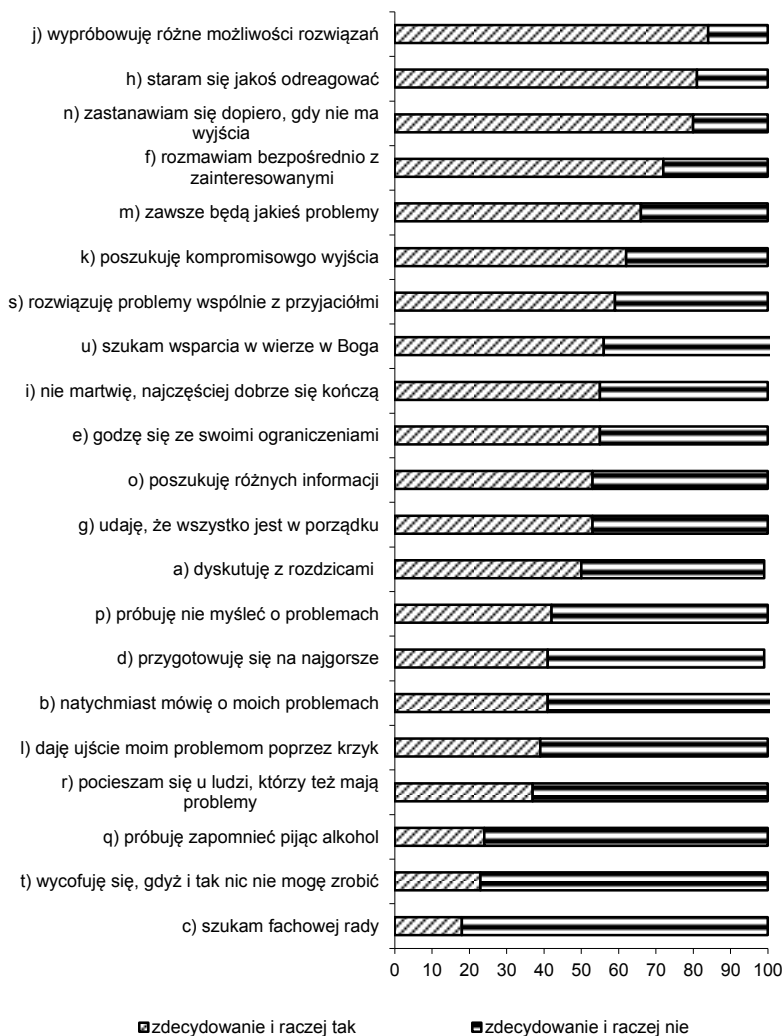 j) wypróbowuję różne możliwości rozwiązań
h) staram się jakoś odreagować
n) zastanawiam się dopiero, gdy nie ma
wyjścia
f) rozmawiam bezpośrednio z
zainteresowanymi
m) zawsze będą jakieś problemy
k) poszukuję kompromisowgo wyjścia
s) rozwiązuję problemy wspólnie z przyjaciółmi
u) szukam wsparcia w wierze w Boga
i) nie martwię, najczęściej dobrze się kończą
e) godzę się ze swoimi ograniczeniami
o) poszukuję różnych informacji
g) udaję, że wszystko jest w porządku
a) dyskutuję z rozdzicami
p) próbuję nie myśleć o problemach
d) przygotowuję się na najgorsze
b) natychmiast mówię o moich problemach
l) daję ujście moim problemom poprzez krzyk
r) pocieszam się u ludzi, którzy też mają
problemy
q) próbuję zapomnieć pijąc alkohol
t) wycofuję się, gdyż i tak nic nie mogę zrobić
c) szukam fachowej rady
0 10 20 30 40 50 60 70 80 90 100
zdecydowanie i raczej tak zdecydowanie i raczej nie